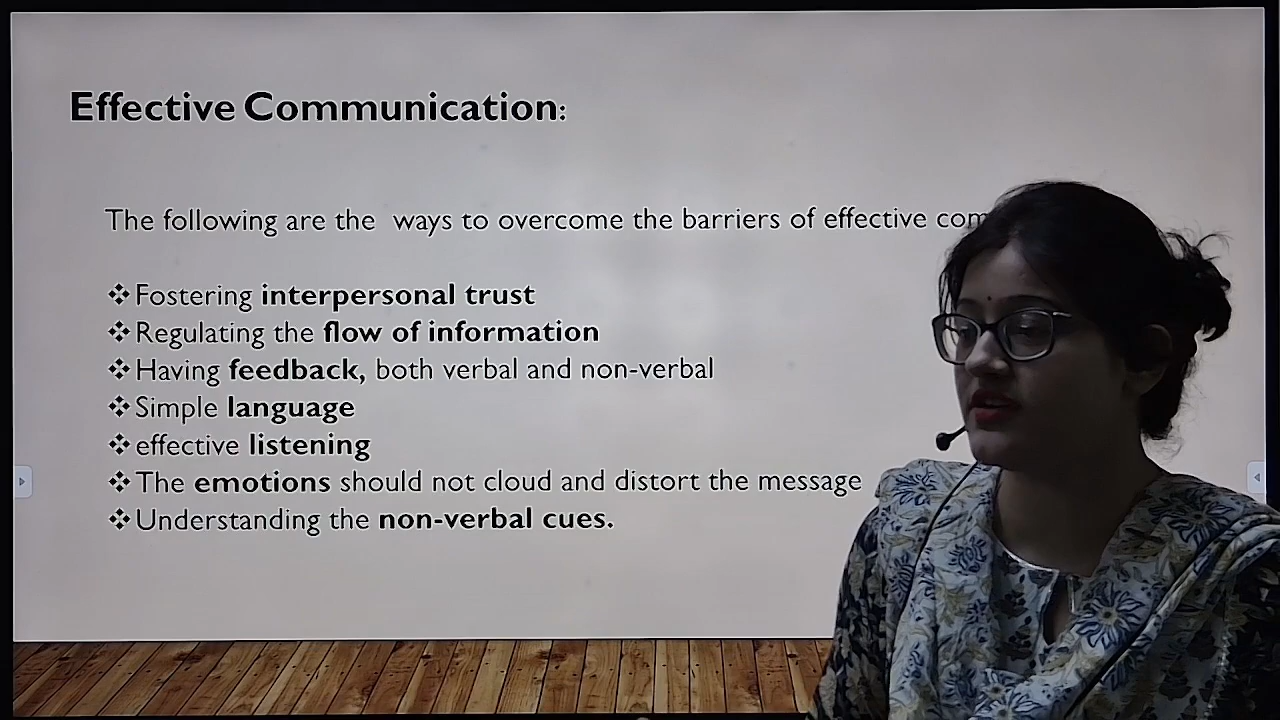 Effective Communication:
The following are the ways to overcome the barriers of effective
❖Fostering interpersonal trust
❖Regulating the flow of information
❖Having feedback, both verbal and non-verbal
❖Simple language
❖effective listening
❖The emotions should not cloud and distort the message
❖Understanding the non-verbal cues.